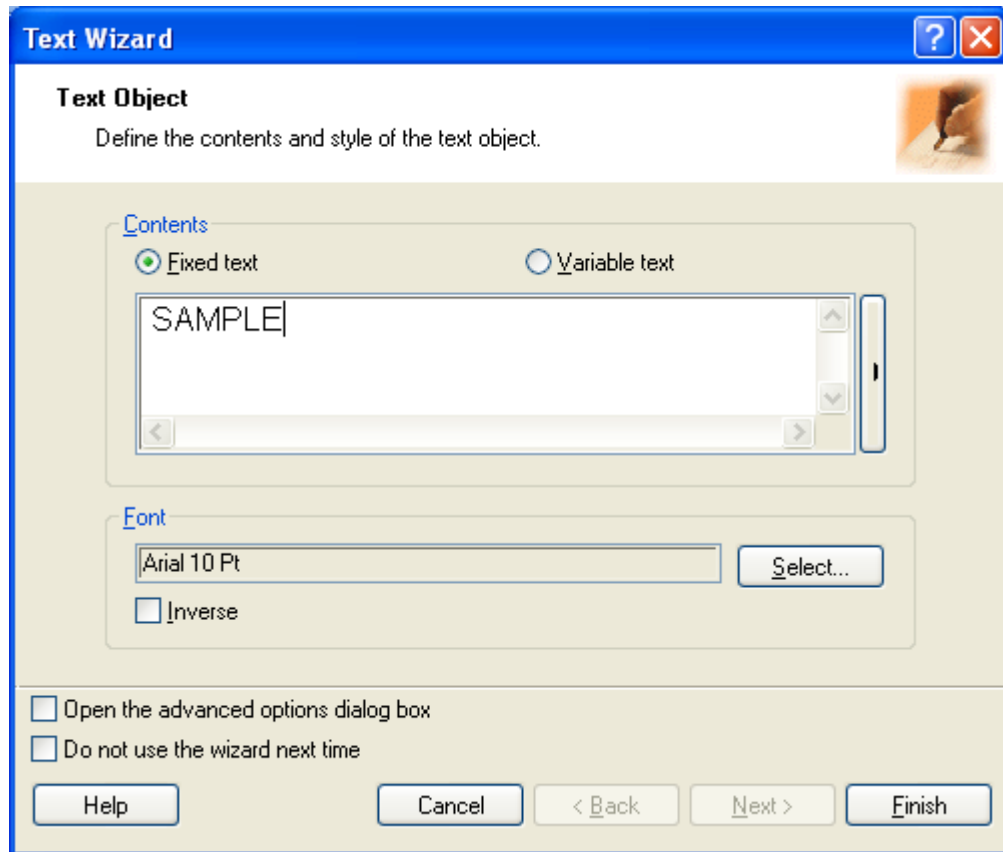 Text Wizard
Text Object
Define the contents and style of the text object.
Contents
Fixed text Variable text
SAMPLE
Font
Arial 10 Pt Select...
Inverse
Open the advanced options dialog box
Do not use the wizard next time
Help Cancel < Back Next > Finish